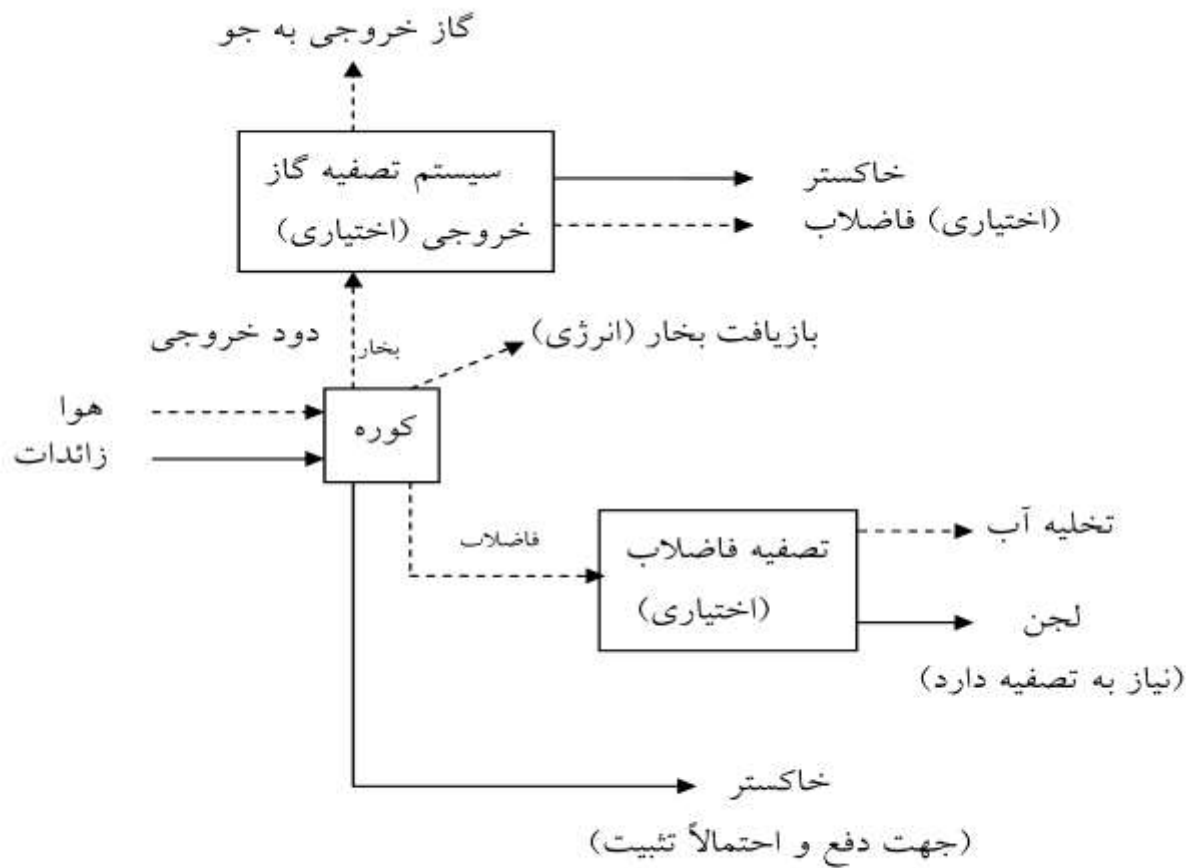 گاز خروجی به جو
سیستم تصفیه گاز
خروجی (اختیاری)
خاکستر
(اختیاری) فاضلاب
دود خروجی
بخار
بازیافت بخار (انرژی)
هوا
زائدات
کوره
فاضلاب
تصفیه فاضلاب
(اختیاری)
تخلیه آب
لجن
(نیاز به تصفیه دارد)
خاکستر
(جهت دفع و احتمالاً تثبیت)